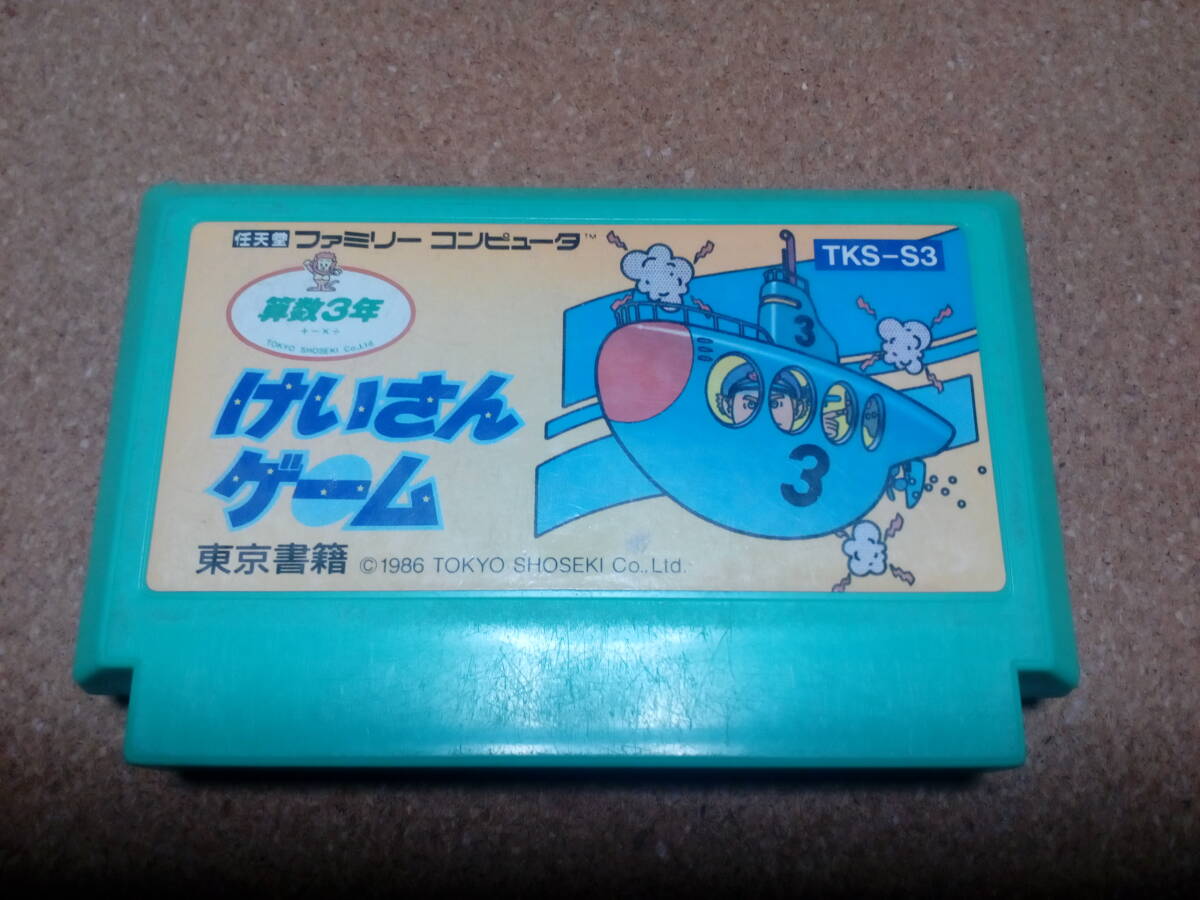 任天堂 ファミリー コンピュータ™
TKS-S3
算数3年
+-×÷
TOKYO SHOSEKI Co.,Ltd.
けいさん
ゲーム
3
3
東京書籍 ©1986 TOKYO SHOSEKI Co.,Ltd.